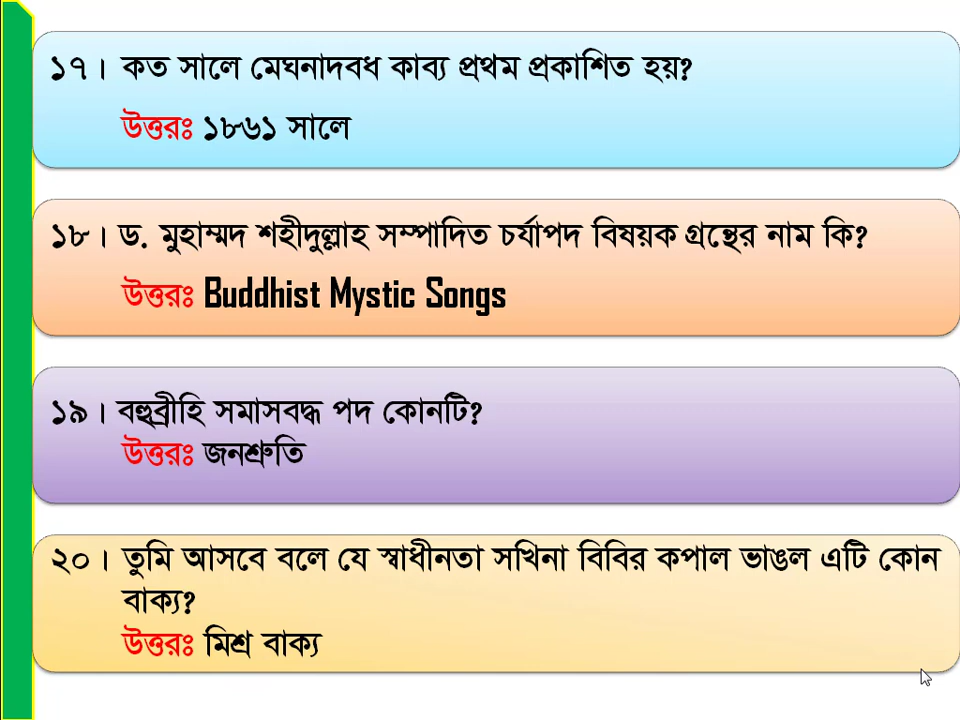 ১৭। কত সালে মেঘনাদবধ কাব্য প্রথম প্রকাশিত হয়?
উত্তরঃ ১৮৬১ সালে
১৮। ড. মুহাম্মদ শহীদুল্লাহ সম্পাদিত চর্যাপদ বিষয়ক গ্রন্থের নাম কি?
উত্তরঃ Buddhist Mystic Songs
১৯। বহুব্রীহি সমাসবদ্ধ পদ কোনটি?
উত্তরঃ জনশ্রুতি
২০। তুমি আসবে বলে যে স্বাধীনতা সখিনা বিবির কপাল ভাঙল এটি কোন
বাক্য?
উত্তরঃ মিশ্র বাক্য